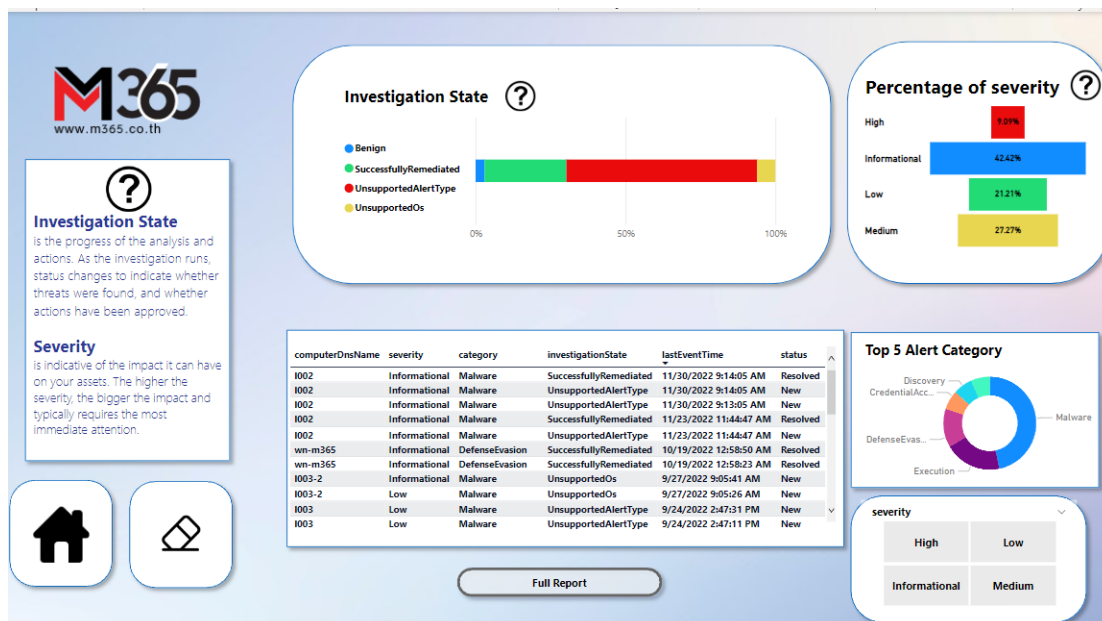 M365
www.m365.co.th
Investigation State
is the progress of the analysis and
actions. As the investigation runs,
status changes to indicate whether
threats were found, and whether
actions have been approved.
Severity
is indicative of the impact it can have
on your assets. The higher the
severity, the bigger the impact and
typically requires the most
immediate attention.
Investigation State ?
Benign
SuccessfullyRemediated
UnsupportedAlertType
UnsupportedOs
0% 50% 100%
Percentage of severity ?
High 9.09%
Informational 42.42%
Low 21.21%
Medium 27.27%
computerDnsName severity category investigationState lastEventTime status
I002 Informational Malware SuccessfullyRemediated 11/30/2022 9:14:05 AM Resolved
I002 Informational Malware UnsupportedAlertType 11/30/2022 9:14:05 AM New
I002 Informational Malware UnsupportedAlertType 11/30/2022 9:13:05 AM New
I002 Informational Malware SuccessfullyRemediated 11/23/2022 11:44:47 AM Resolved
I002 Informational Malware UnsupportedAlertType 11/23/2022 11:44:47 AM New
wn-m365 Informational DefenseEvasion SuccessfullyRemediated 10/19/2022 12:58:50 AM Resolved
wn-m365 Informational DefenseEvasion SuccessfullyRemediated 10/19/2022 12:58:23 AM Resolved
I003-2 Informational Malware UnsupportedOs 9/27/2022 9:05:41 AM New
I003-2 Low Malware UnsupportedOs 9/27/2022 9:05:26 AM New
I003 Low Malware UnsupportedAlertType 9/24/2022 2:47:31 PM New
I003 Low Malware UnsupportedAlertType 9/24/2022 2:47:11 PM New
Top 5 Alert Category
Discovery
CredentialAcc...
Malware
DefenseEvas...
Execution
severity
High Low
Informational Medium
Full Report